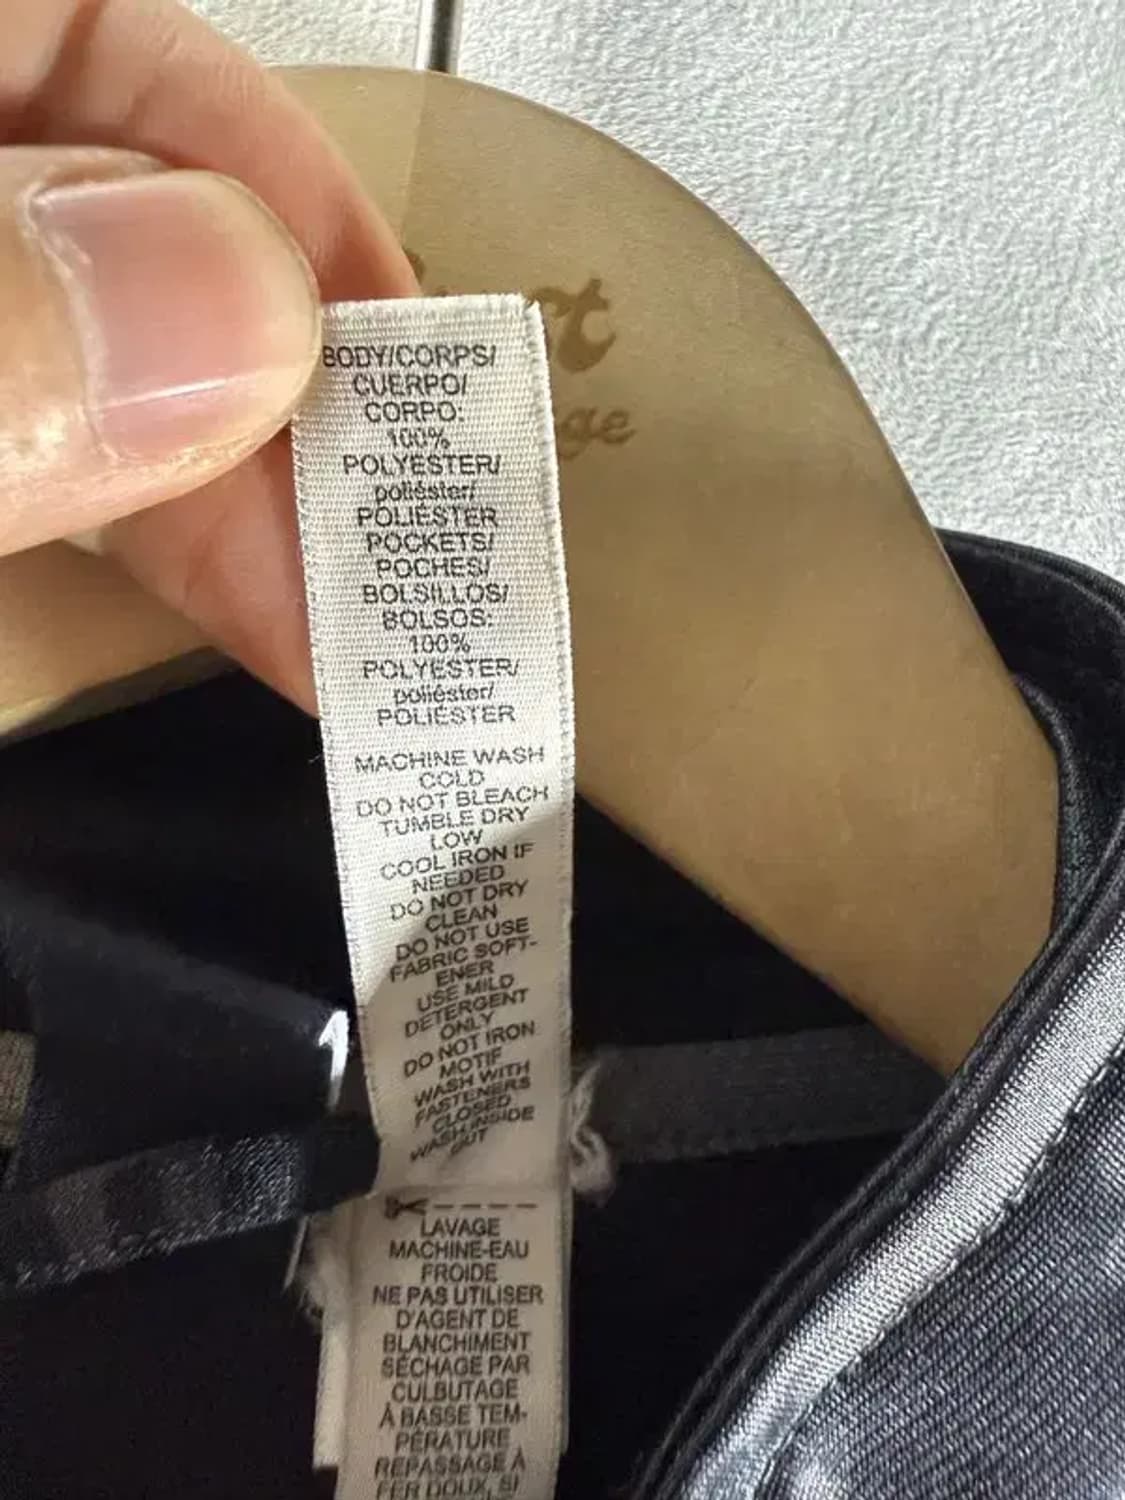 BODY/CORPS/
CUERPO/
CORPO:
100%
POLYESTER/
poliéster/
POLIÉSTER
POCKETS/
POCHES/
BOLSILLOS/
BOLSOS:
100%
POLYESTER/
poliéster/
POLIÉSTER
MACHINE WASH
COLD
DO NOT BLEACH
TUMBLE DRY
LOW
COOL IRON IF
NEEDED
DO NOT DRY
CLEAN
DO NOT USE
FABRIC SOFT-
ENER
USE MILD
DETERGENT
ONLY
DO NOT IRON
MOTIF
WASH WITH
FASTENERS
CLOSED
WASH INSIDE
OUT
LAVAGE
MACHINE-EAU
FROIDE
NE PAS UTILISER
D'AGENT DE
BLANCHIMENT
SÉCHAGE PAR
CULBUTAGE
À BASSE TEM-
PÉRATURE
REPASSAGE À
FER DOUX, SI